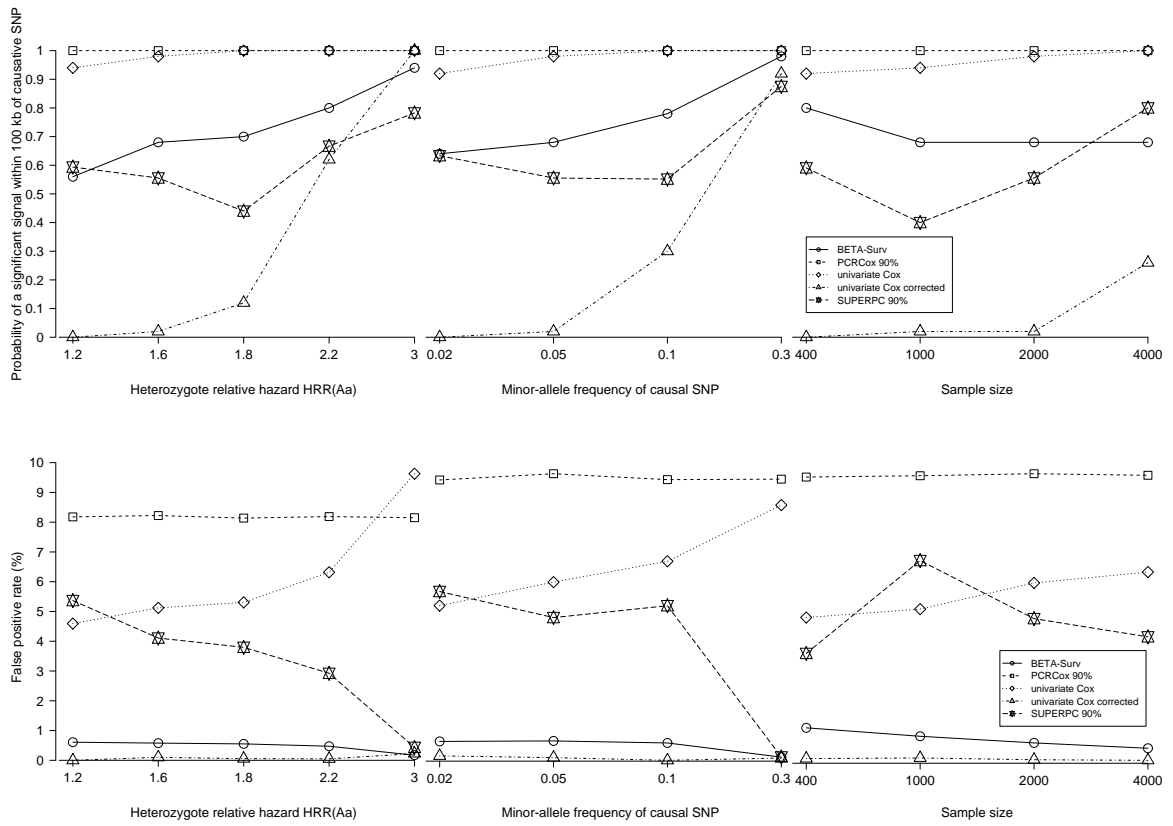 Probability of a significant signal within 100 kb of causative SNP
1
0.9
0.8
0.7
0.6
0.5
0.4
0.3
0.2
0.1
0
1.2 1.6 1.8 2.2 3
Heterozygote relative hazard HRR(Aa)
0.02 0.05 0.1 0.3
Minor-allele frequency of causal SNP
BETA-Surv
PCRCox 90%
univariate Cox
univariate Cox corrected
SUPERPC 90%
400 1000 2000 4000
Sample size
False positive rate (%)
10
9
8
7
6
5
4
3
2
1
0
1.2 1.6 1.8 2.2 3
Heterozygote relative hazard HRR(Aa)
0.02 0.05 0.1 0.3
Minor-allele frequency of causal SNP
BETA-Surv
PCRCox 90%
univariate Cox
univariate Cox corrected
SUPERPC 90%
400 1000 2000 4000
Sample size